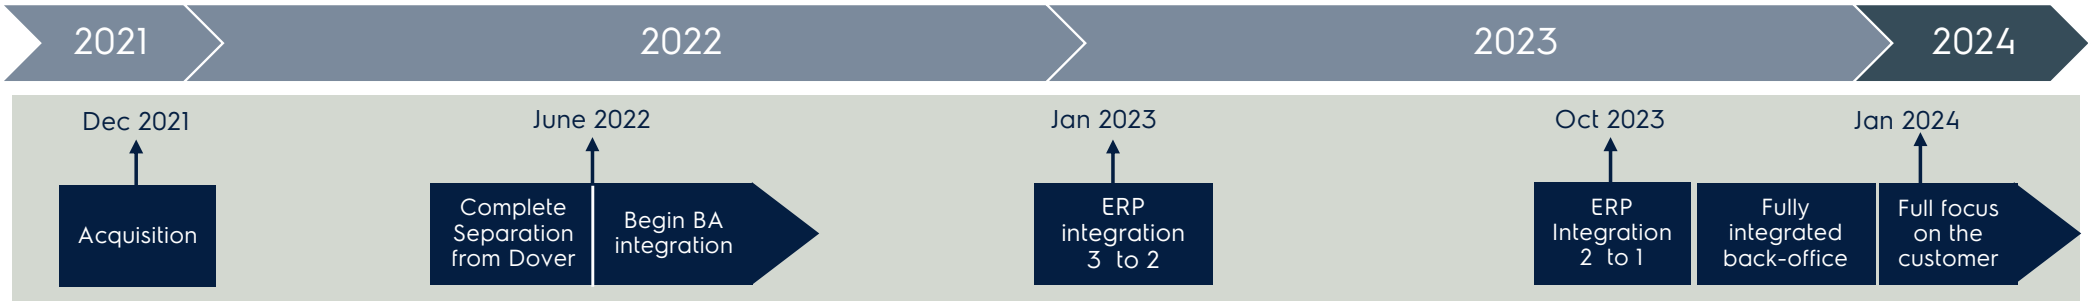 2021
2022
2023
2024
Dec 2021
June 2022
Jan 2023
Oct 2023
Jan 2024
Acquisition
Complete
Separation
from Dover
Begin BA
integration
ERP
integration
3 to 2
ERP
Integration
2 to 1
Fully
integrated
back-office
Full focus
on the
customer